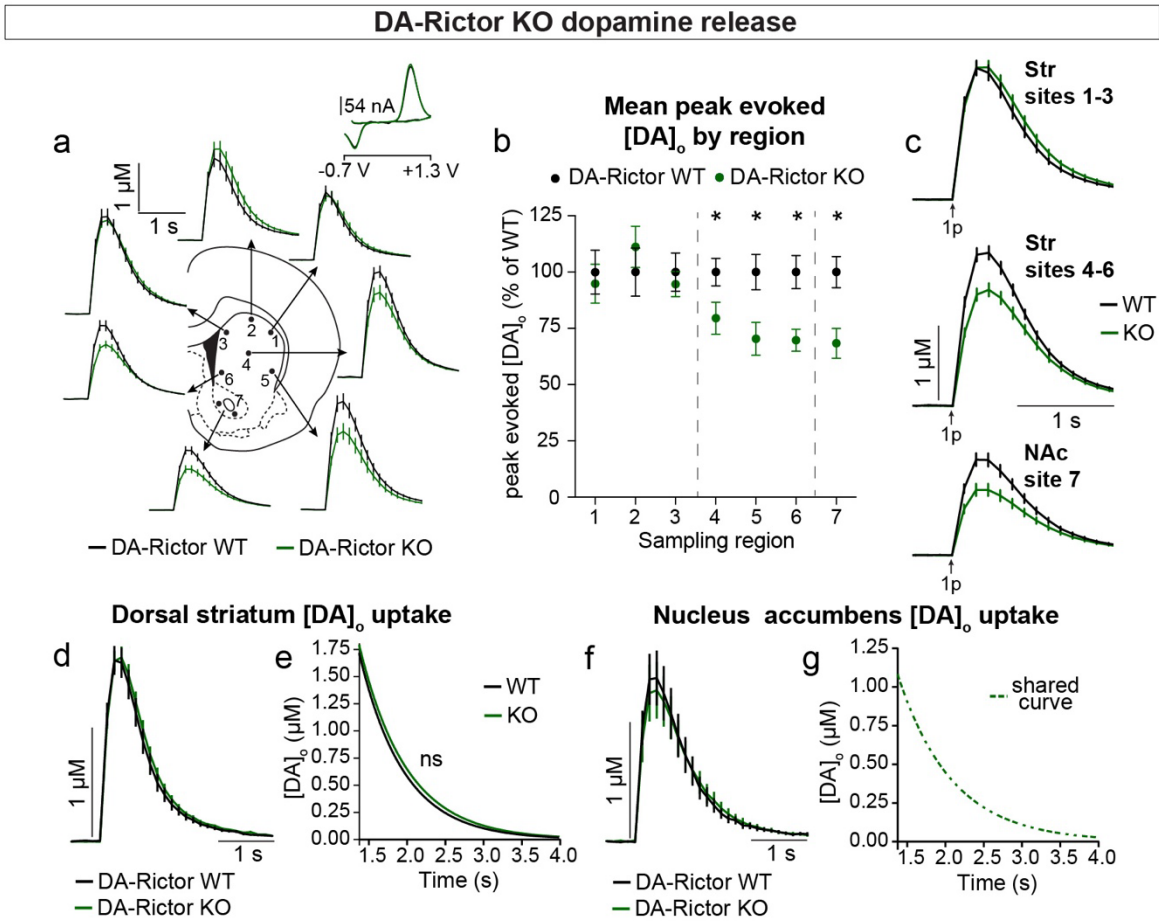 DA-Rictor KO dopamine release
a
54 nA
-0.7 V
+1.3 V
1 µM
1 s
1
2
3
4
5
6
7
DA-Rictor WT
DA-Rictor KO
b
Mean peak evoked
[DA]o by region
DA-Rictor WT
DA-Rictor KO
peak evoked [DA]o (% of WT)
125
100
75
50
25
0
* * * *
1 2 3 4 5 6 7
Sampling region
c
Str
sites 1-3
1p
Str
sites 4-6
WT
KO
1 µM
1 s
1p
NAc
site 7
1p
Dorsal striatum [DA]o uptake
d
1 µM
1 s
DA-Rictor WT
DA-Rictor KO
e
[DA]o (µM)
1.75
1.50
1.25
1.00
0.75
0.50
0.25
0.00
WT
KO
ns
1.5 2.0 2.5 3.0 3.5 4.0
Time (s)
Nucleus accumbens [DA]o uptake
f
1 µM
1 s
DA-Rictor WT
DA-Rictor KO
g
[DA]o (µM)
1.25
1.00
0.75
0.50
0.25
0.00
shared
curve
1.5 2.0 2.5 3.0 3.5 4.0
Time (s)